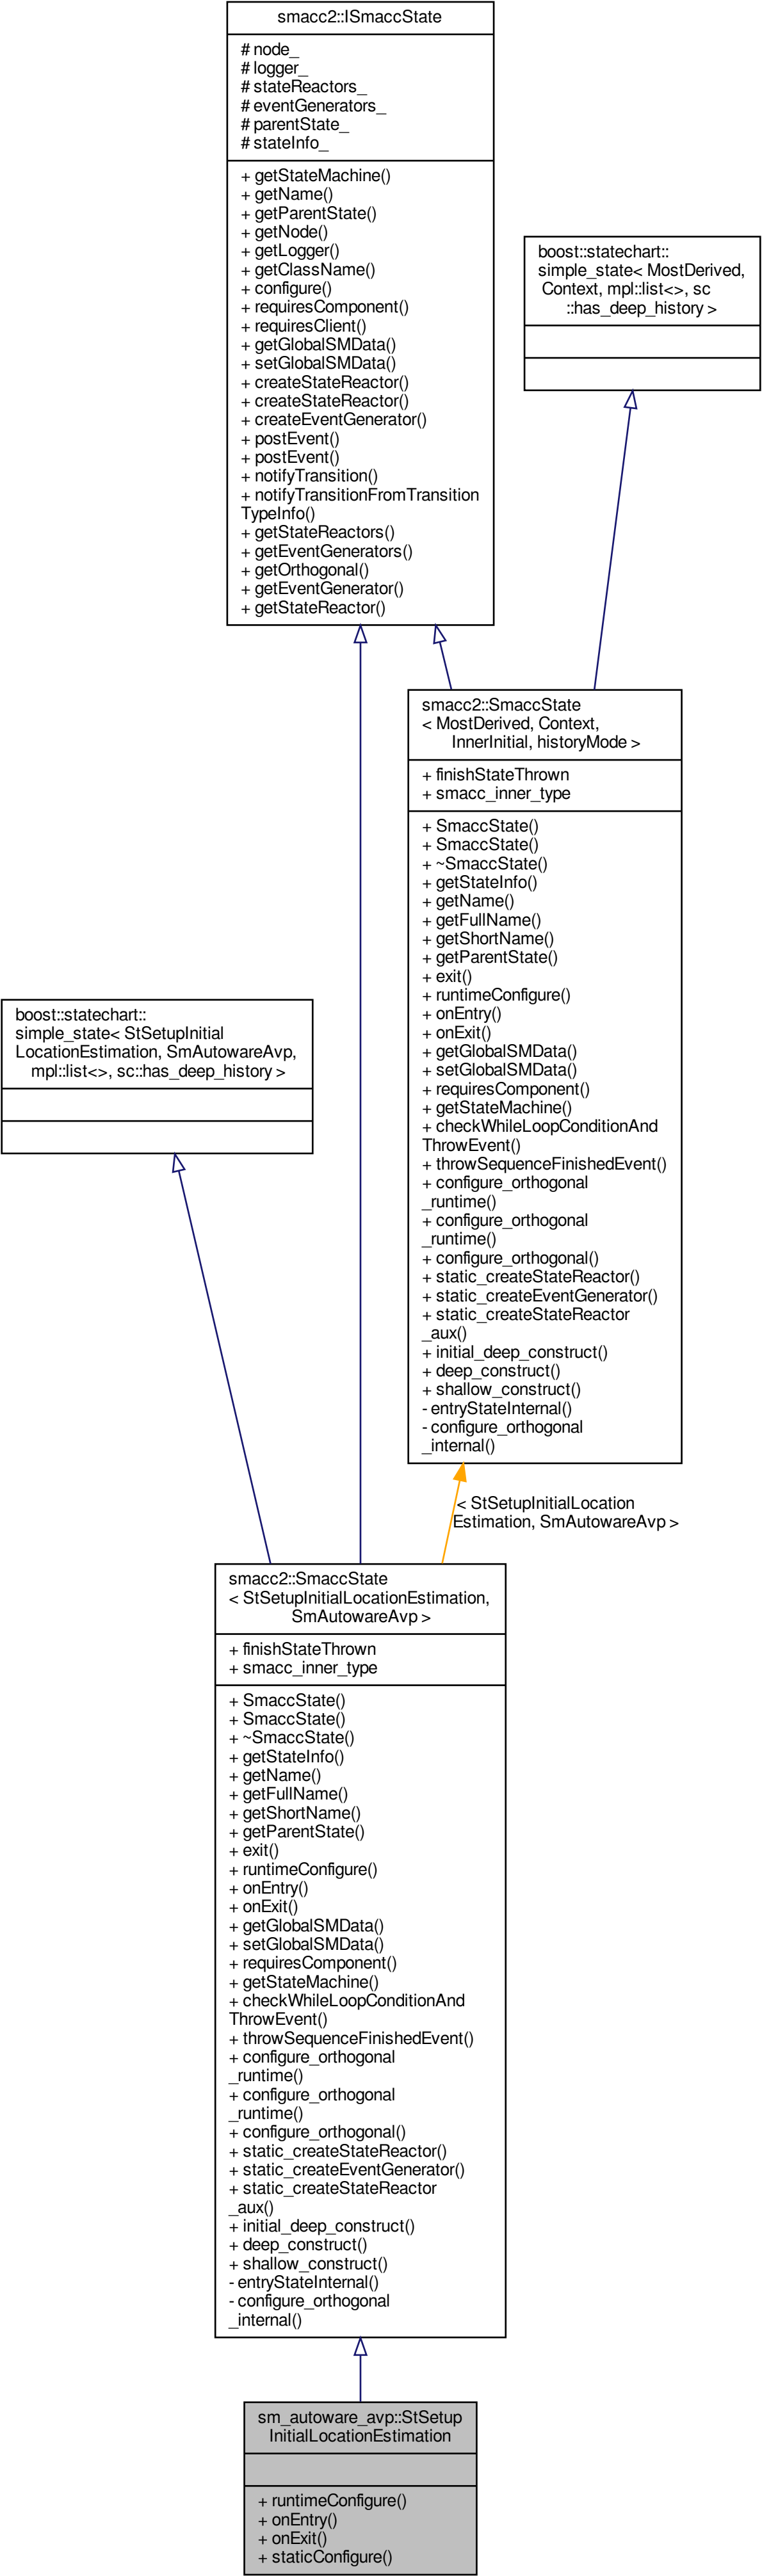 smacc2::ISmaccState
# node_
# logger_
# stateReactors_
# eventGenerators_
# parentState_
# stateInfo_
+ getStateMachine()
+ getName()
+ getParentState()
+ getNode()
+ getLogger()
+ getClassName()
+ configure()
+ requiresComponent()
+ requiresClient()
+ getGlobalSMData()
+ setGlobalSMData()
+ createStateReactor()
+ createStateReactor()
+ createEventGenerator()
+ postEvent()
+ postEvent()
+ notifyTransition()
+ notifyTransitionFromTransition
TypeInfo()
+ getStateReactors()
+ getEventGenerators()
+ getOrthogonal()
+ getEventGenerator()
+ getStateReactor()
boost::statechart::
simple_state< MostDerived,
Context, mpl::list<>, sc
::has_deep_history >
smacc2::SmaccState
< MostDerived, Context,
InnerInitial, historyMode >
+ finishStateThrown
+ smacc_inner_type
+ SmaccState()
+ SmaccState()
+ ~SmaccState()
+ getStateInfo()
+ getName()
+ getFullName()
+ getShortName()
+ getParentState()
+ exit()
+ runtimeConfigure()
+ onEntry()
+ onExit()
+ getGlobalSMData()
+ setGlobalSMData()
+ requiresComponent()
+ getStateMachine()
+ checkWhileLoopConditionAnd
ThrowEvent()
+ throwSequenceFinishedEvent()
+ configure_orthogonal
_runtime()
+ configure_orthogonal
_runtime()
+ configure_orthogonal()
+ static_createStateReactor()
+ static_createEventGenerator()
+ static_createStateReactor
_aux()
+ initial_deep_construct()
+ deep_construct()
+ shallow_construct()
- entryStateInternal()
- configure_orthogonal
_internal()
boost::statechart::
simple_state< StSetupInitial
LocationEstimation, SmAutowareAvp,
mpl::list<>, sc::has_deep_history >
< StSetupInitialLocation
Estimation, SmAutowareAvp >
smacc2::SmaccState
< StSetupInitialLocationEstimation,
SmAutowareAvp >
+ finishStateThrown
+ smacc_inner_type
+ SmaccState()
+ SmaccState()
+ ~SmaccState()
+ getStateInfo()
+ getName()
+ getFullName()
+ getShortName()
+ getParentState()
+ exit()
+ runtimeConfigure()
+ onEntry()
+ onExit()
+ getGlobalSMData()
+ setGlobalSMData()
+ requiresComponent()
+ getStateMachine()
+ checkWhileLoopConditionAnd
ThrowEvent()
+ throwSequenceFinishedEvent()
+ configure_orthogonal
_runtime()
+ configure_orthogonal
_runtime()
+ configure_orthogonal()
+ static_createStateReactor()
+ static_createEventGenerator()
+ static_createStateReactor
_aux()
+ initial_deep_construct()
+ deep_construct()
+ shallow_construct()
- entryStateInternal()
- configure_orthogonal
_internal()
sm_autoware_avp::StSetup
InitialLocationEstimation
+ runtimeConfigure()
+ onEntry()
+ onExit()
+ staticConfigure()